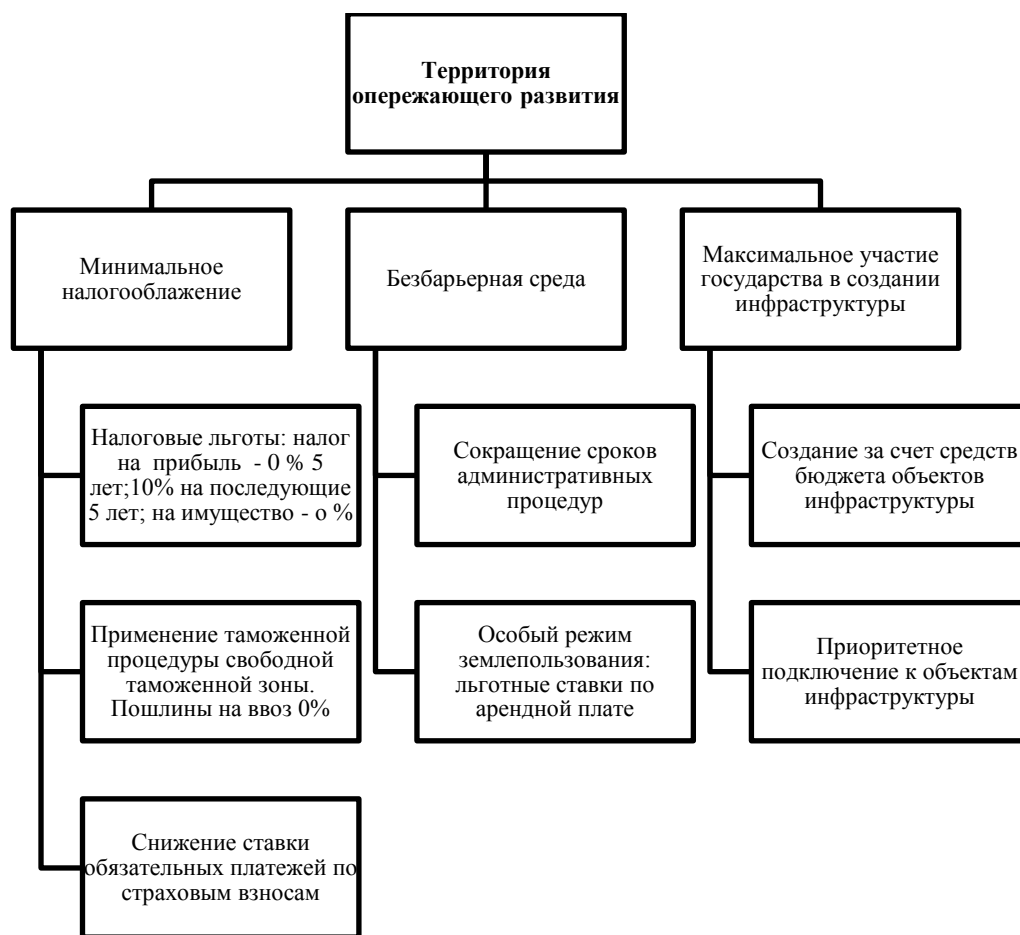 Территория
опережающего развития
Минимальное
налогооблажение
Безбарьерная среда
Максимальное участие
государства в создании
инфраструктуры
Налоговые льготы: налог
на прибыль - 0 % 5
лет;10% на последующие
5 лет; на имущество - о %
Сокращение сроков
административных
процедур
Создание за счет средств
бюджета объектов
инфраструктуры
Применение таможенной
процедуры свободной
таможенной зоны.
Пошлины на ввоз 0%
Особый режим
землепользования:
льготные ставки по
арендной плате
Приоритетное
подключение к объектам
инфраструктуры
Снижение ставки
обязательных платежей по
страховым взносам